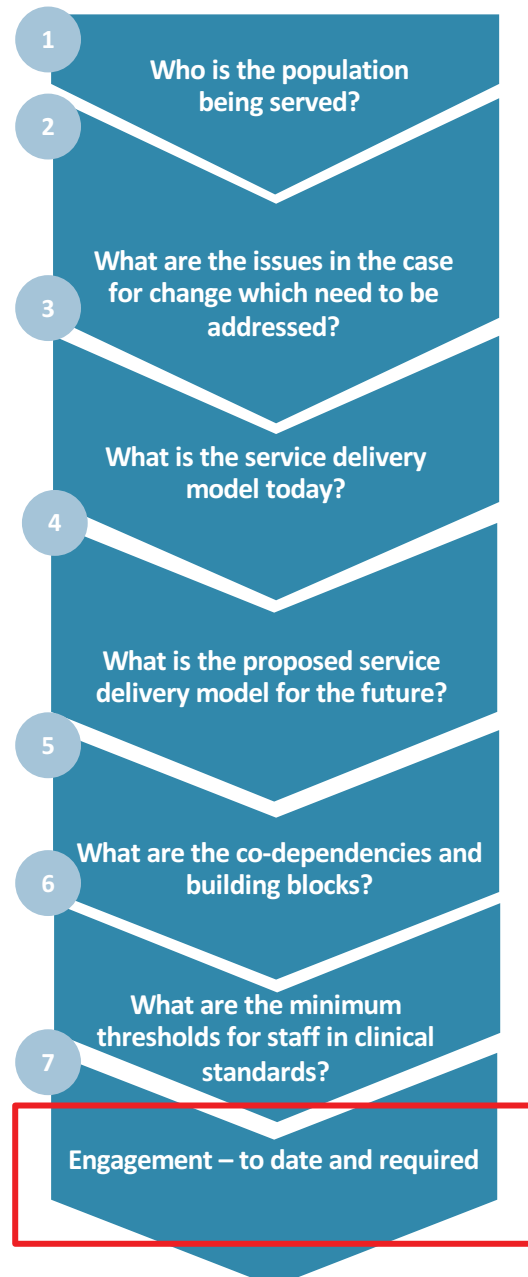 1
Who is the population
being served?
2
What are the issues in the case
for change which need to be
addressed?
3
What is the service delivery
model today?
4
What is the proposed service
delivery model for the future?
5
What are the co-dependencies and
building blocks?
6
What are the minimum
thresholds for staff in clinical
standards?
7
Engagement – to date and required